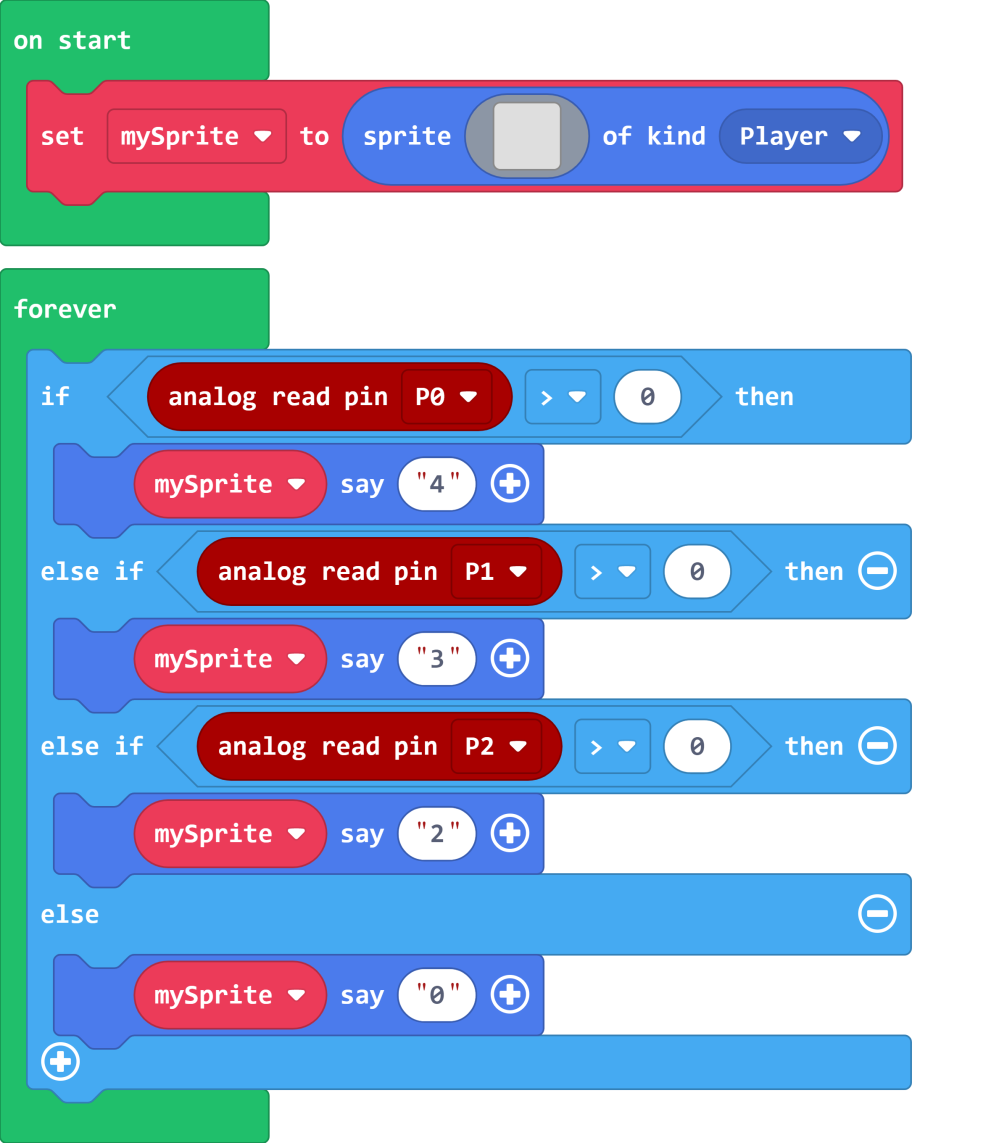 on start
set mySprite to sprite of kind Player
forever
if analog read pin P0 > 0 then
mySprite say "4"
else if analog read pin P1 > 0 then
mySprite say "3"
else if analog read pin P2 > 0 then
mySprite say "2"
else
mySprite say "0"